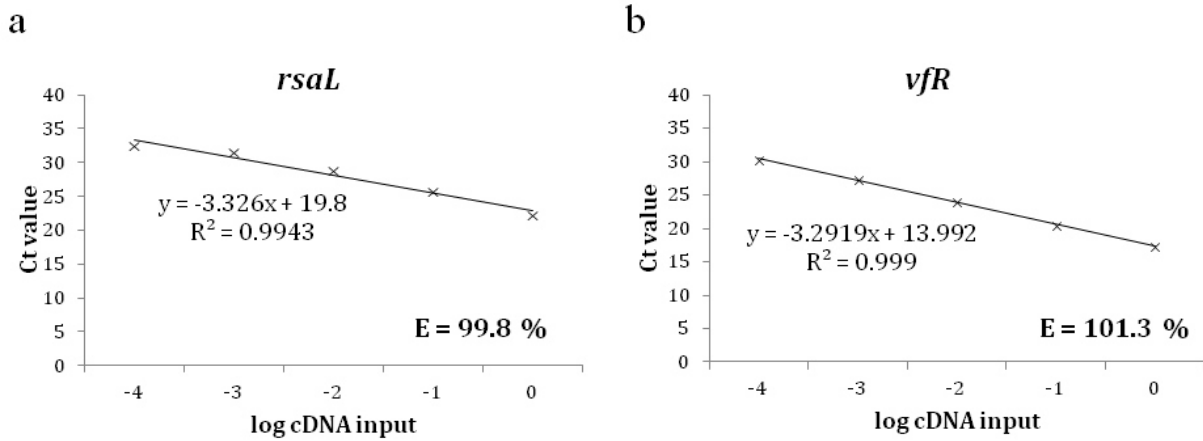 a
rsaL
40
35
30
25
20
15
10
5
0
Ct value
y = -3.326x + 19.8
R² = 0.9943
E = 99.8 %
-4 -3 -2 -1 0
log cDNA input
b
vfR
40
35
30
25
20
15
10
5
0
Ct value
y = -3.2919x + 13.992
R² = 0.999
E = 101.3 %
-4 -3 -2 -1 0
log cDNA input